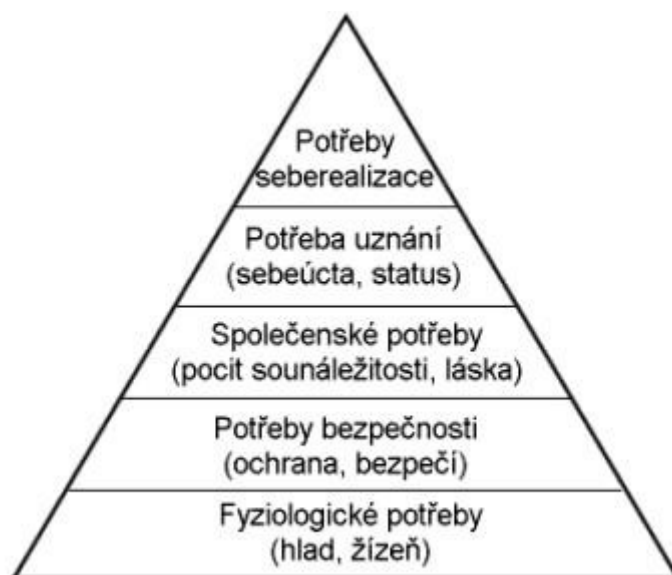 Potřeby
seberealizace
Potřeba uznání
(sebeúcta, status)
Společenské potřeby
(pocit sounáležitosti, láska)
Potřeby bezpečnosti
(ochrana, bezpečí)
Fyziologické potřeby
(hlad, žízeň)